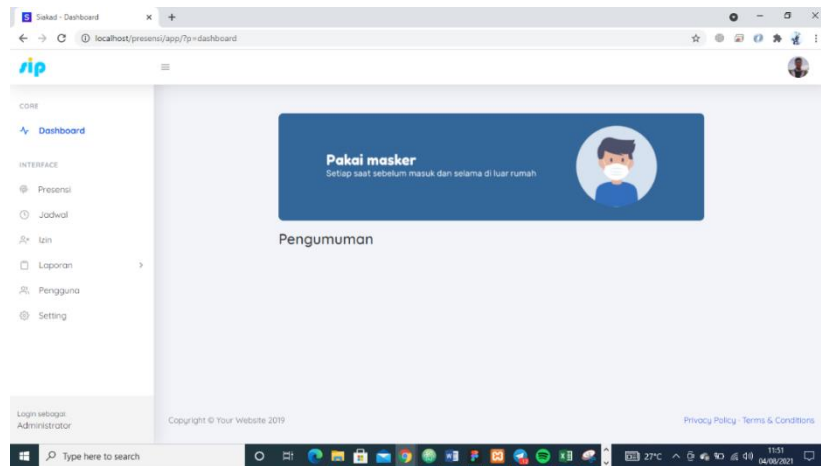 Siakad - Dashboard
localhost/presensi/app/?p=dashboard
sip
CORE
Dashboard
INTERFACE
Presensi
Jadwal
Izin
Laporan
Pengguna
Setting
Pakai masker
Setiap saat sebelum masuk dan selama di luar rumah
Pengumuman
Login sebagai
Administrator
Copyright © Your Website 2019
Privacy Policy · Terms & Conditions
Type here to search
27°C
11:51
04/08/2021